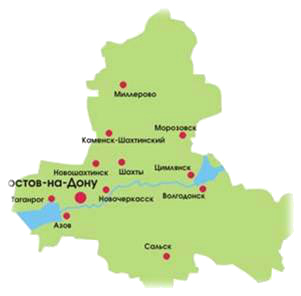 Миллерово
Морозовск
Каменск-Шахтинский
Новошахтинск
Шахты
Цимлянск
остов-на-Дону
Таганрог
Новочеркасск
Волгодонск
Азов
Сальск